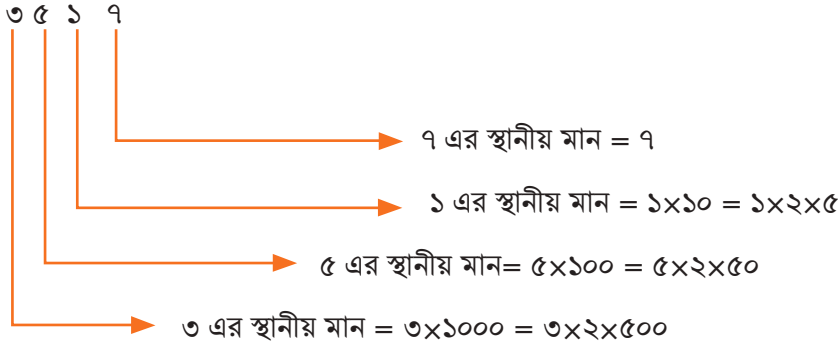 ৩ ৫ ১ ৭
৭ এর স্থানীয় মান = ৭
১ এর স্থানীয় মান = ১×১০ = ১×২×৫
৫ এর স্থানীয় মান= ৫×১০০ = ৫×২×৫০
৩ এর স্থানীয় মান = ৩×১০০০ = ৩×২×৫০০